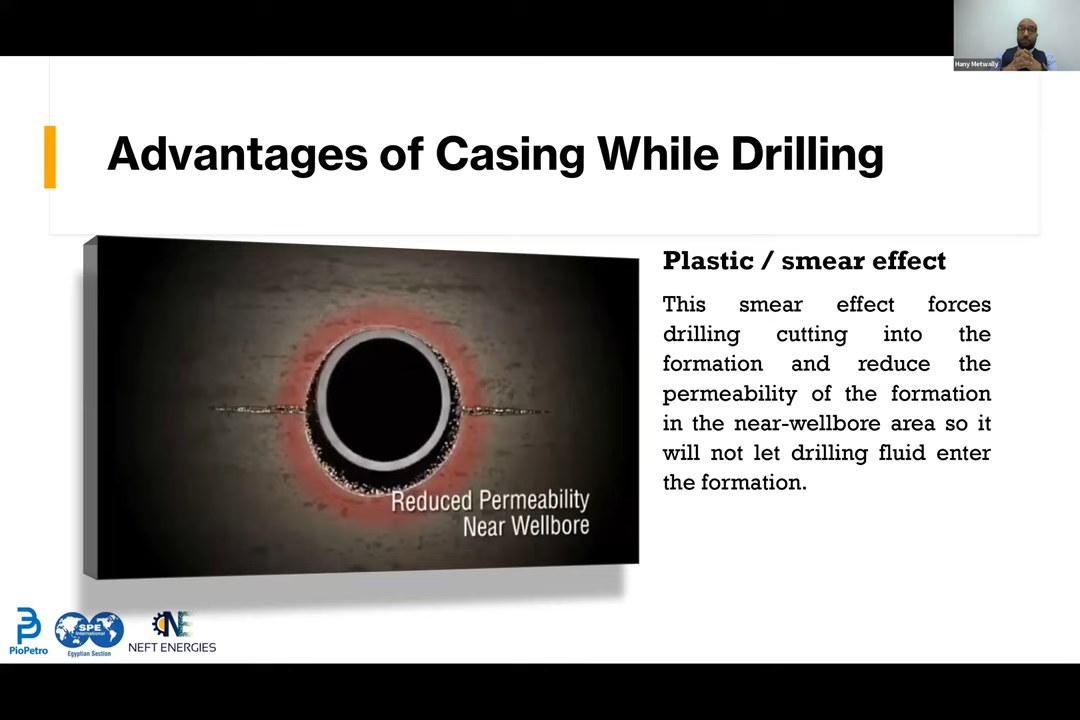 Hany Metwally
Advantages of Casing While Drilling
Plastic / smear effect
This smear effect forces
drilling cutting into the
formation and reduce the
permeability of the formation
in the near-wellbore area so it
will not let drilling fluid enter
the formation.
Reduced Permeability
Near Wellbore
PioPetro
SPE
International
Egyptian Section
NE
NEFT ENERGIES